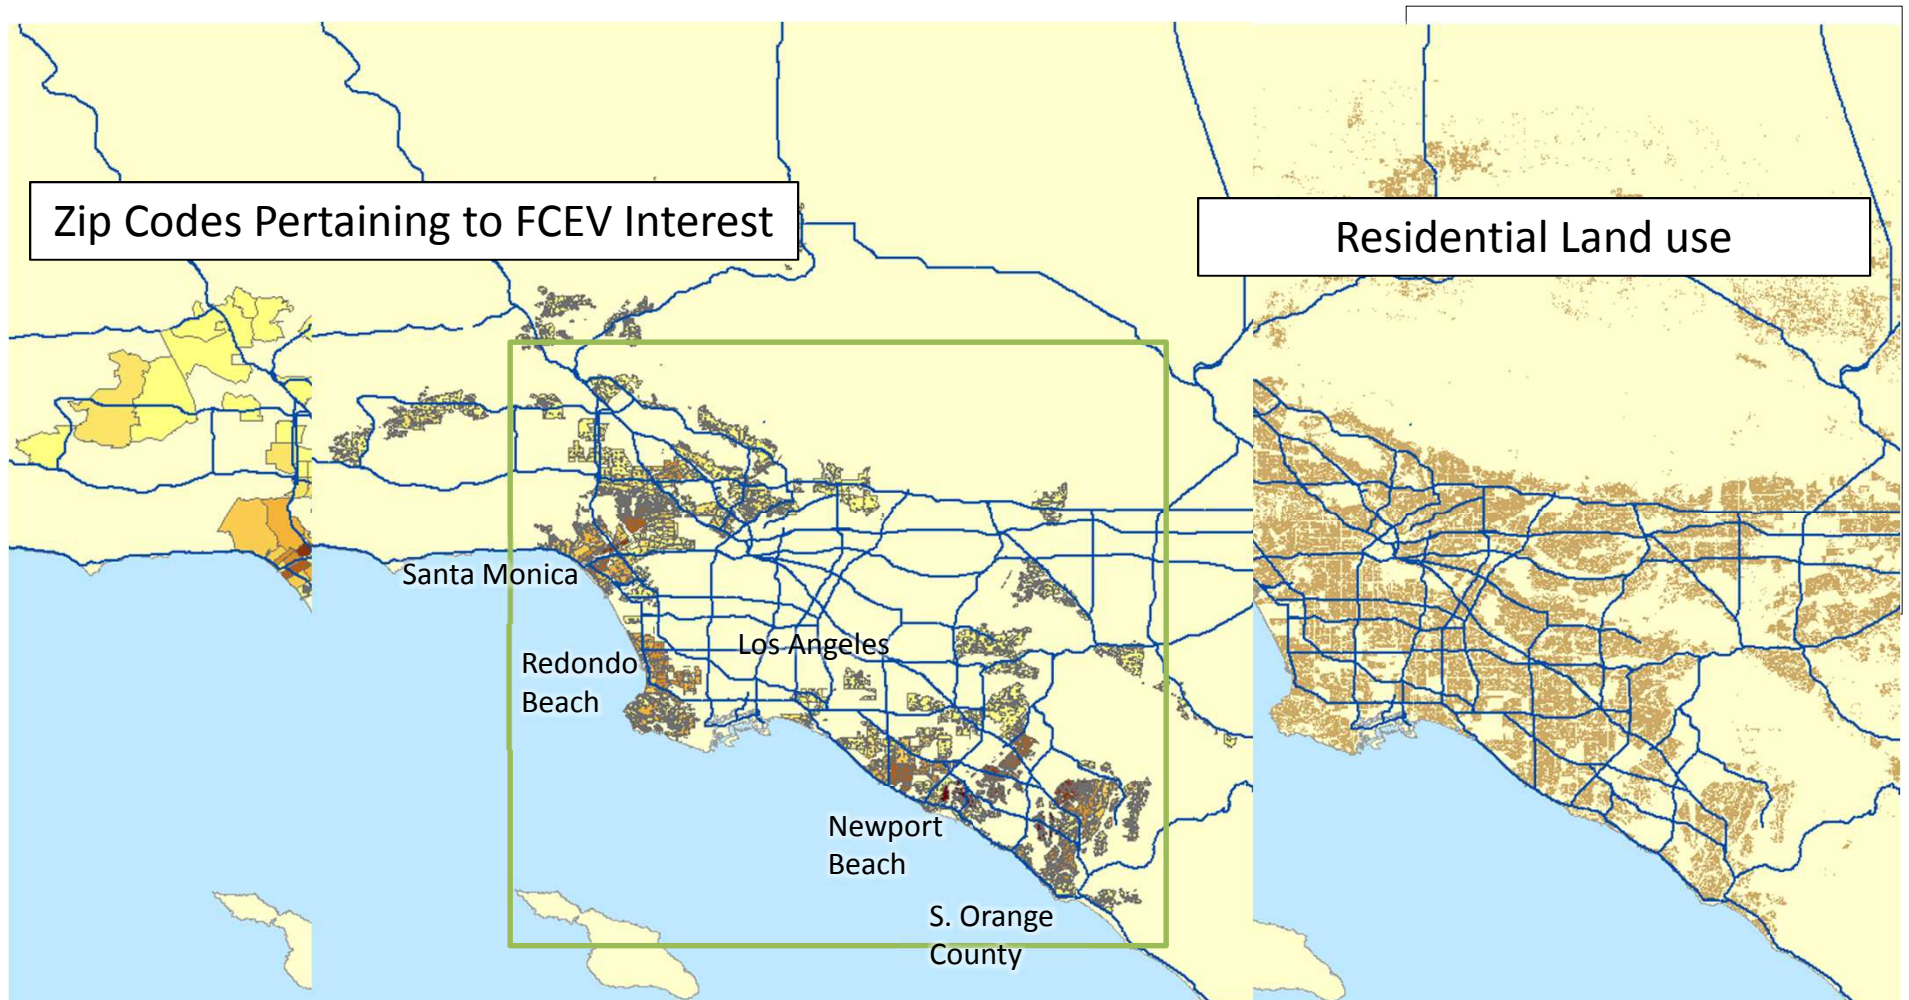 Zip Codes Pertaining to FCEV Interest
Residential Land use
Santa Monica
Los Angeles
Redondo
Beach
Newport
Beach
S. Orange
County